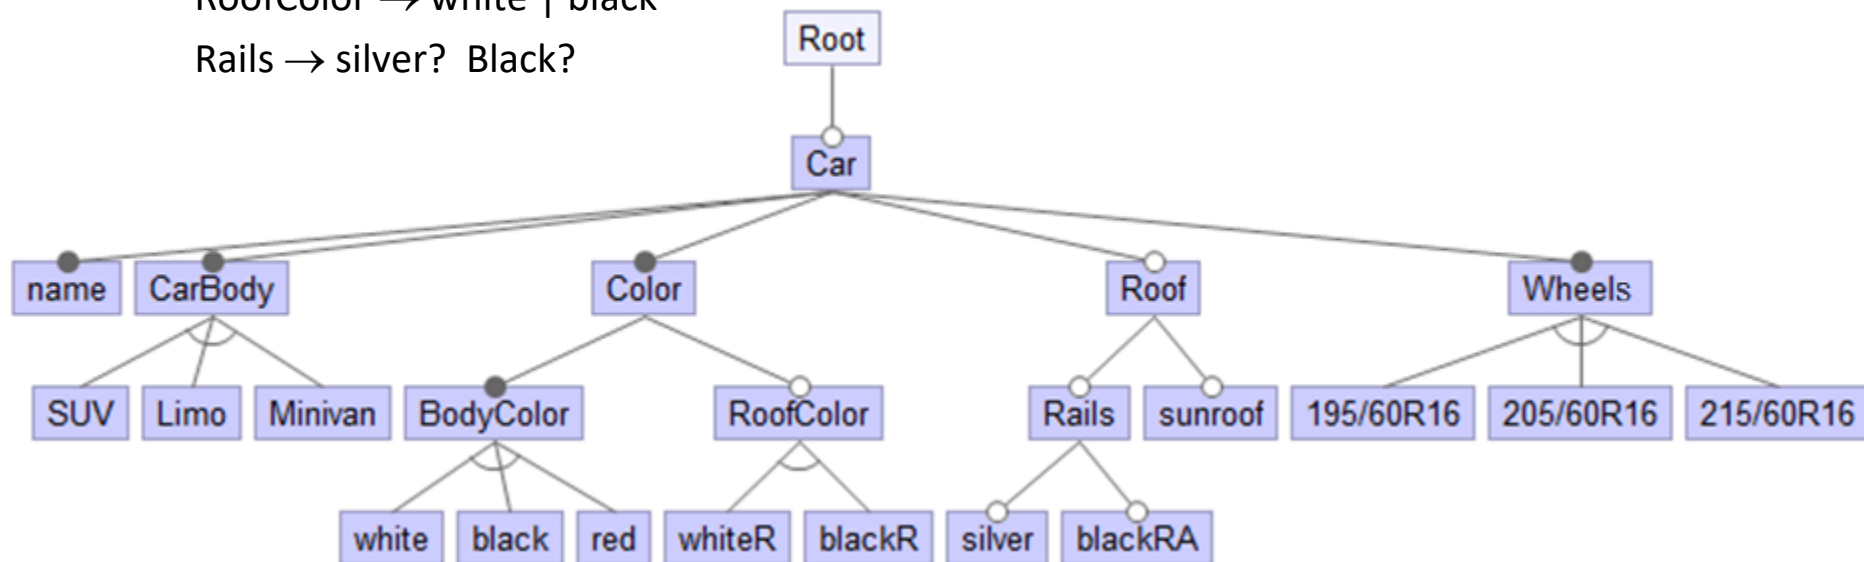 RoofColor → white | black
Rails → silver? Black?
Root
Car
name CarBody Color Roof Wheels
SUV Limo Minivan BodyColor RoofColor Rails sunroof 195/60R16 205/60R16 215/60R16
white black red whiteR blackR silver blackRA